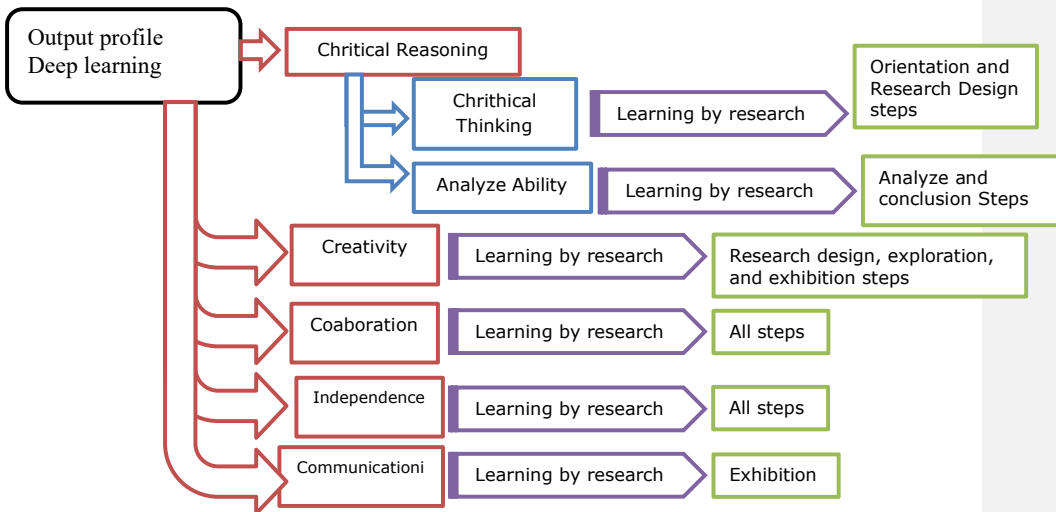 Output profile
Deep learning
Chritical Reasoning
Chrithical
Thinking
Learning by research
Orientation and
Research Design
steps
Analyze Ability
Learning by research
Analyze and
conclusion Steps
Creativity
Learning by research
Research design, exploration,
and exhibition steps
Coaboration
Learning by research
All steps
Independence
Learning by research
All steps
Communicationi
Learning by research
Exhibition